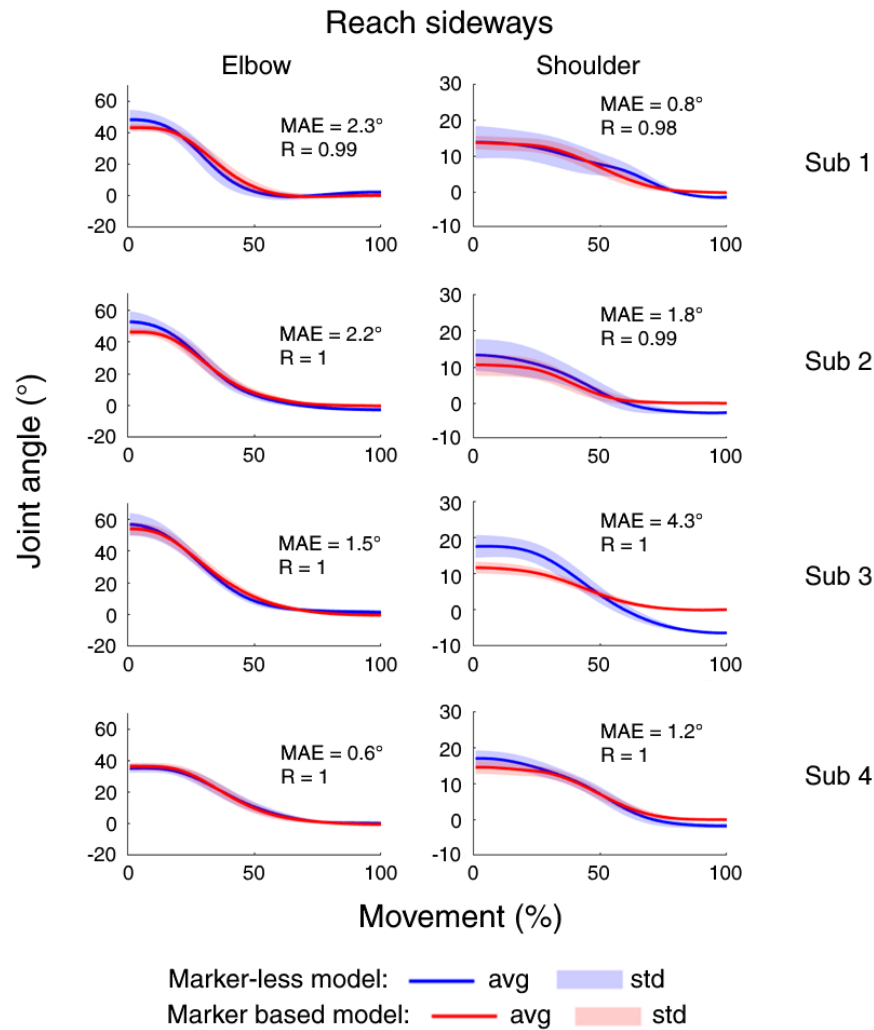 Reach sideways
Elbow
Shoulder
Joint angle (°)
60
40
20
0
-20
0
50
100
MAE = 2.3°
R = 0.99
30
20
10
0
-10
0
50
100
MAE = 0.8°
R = 0.98
Sub 1
60
40
20
0
-20
0
50
100
MAE = 2.2°
R = 1
30
20
10
0
-10
0
50
100
MAE = 1.8°
R = 0.99
Sub 2
60
40
20
0
-20
0
50
100
MAE = 1.5°
R = 1
30
20
10
0
-10
0
50
100
MAE = 4.3°
R = 1
Sub 3
60
40
20
0
-20
0
50
100
MAE = 0.6°
R = 1
30
20
10
0
-10
0
50
100
MAE = 1.2°
R = 1
Sub 4
Movement (%)
Marker-less model: avg std
Marker based model: avg std